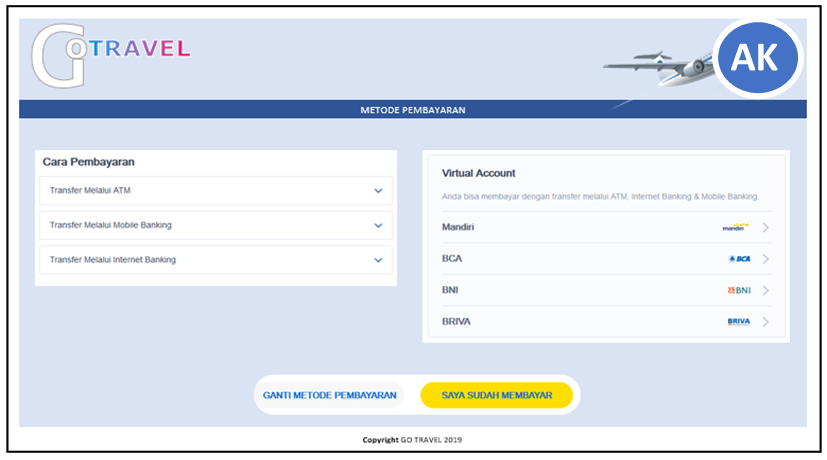 GO TRAVEL
AK
METODE PEMBAYARAN
Cara Pembayaran
Transfer Melalui ATM
Transfer Melalui Mobile Banking
Transfer Melalui Internet Banking
Virtual Account
Anda bisa membayar dengan transfer melalui ATM, Internet Banking & Mobile Banking.
Mandiri mandiri
BCA BCA
BNI BNI
BRIVA BRIVA
GANTI METODE PEMBAYARAN
SAYA SUDAH MEMBAYAR
Copyright GO TRAVEL 2019